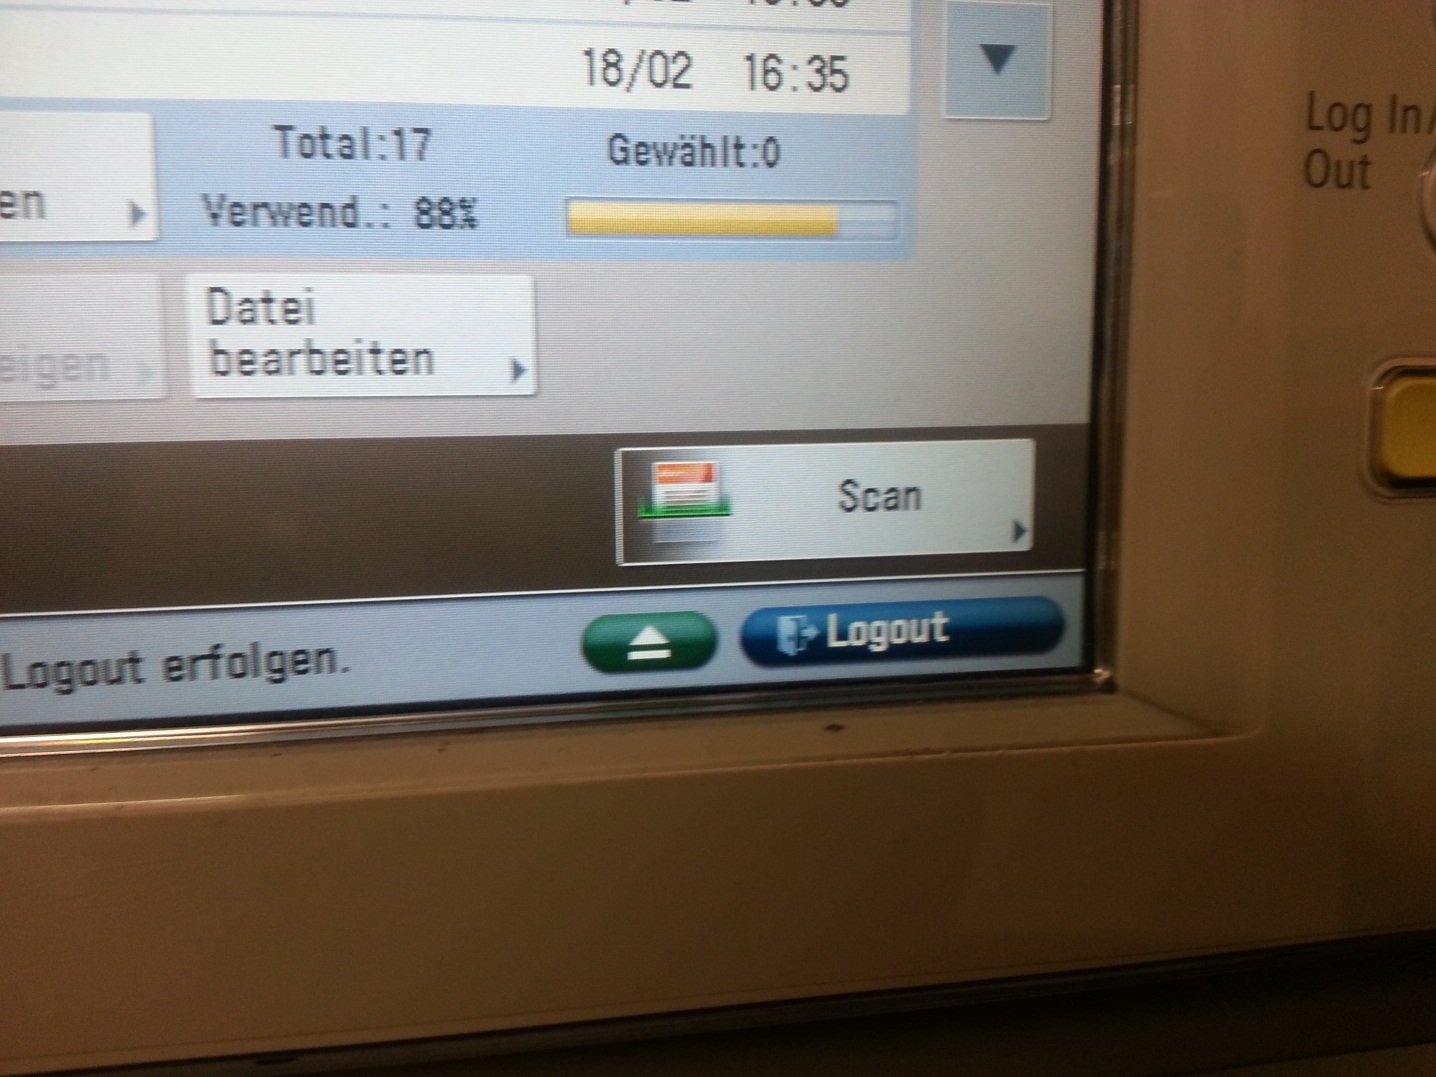 18/02 16:35
Total:17 Gewählt:0
en
Verwend.: 88%
Datei
bearbeiten
eigen
Scan
Logout erfolgen.
Logout
Log In/
Out